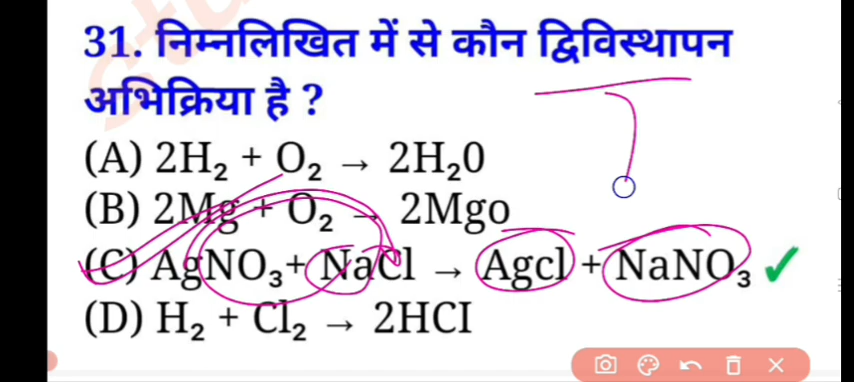 31. निम्नलिखित में से कौन द्विविस्थापन
अभिक्रिया है ?
(A) 2H₂ + O₂ → 2H₂0
(B) 2Mg + O₂ → 2Mgo
(C) AgNO₃+ NaCl → Agcl + NaNO₃ ✓
(D) H₂ + Cl₂ → 2HCI